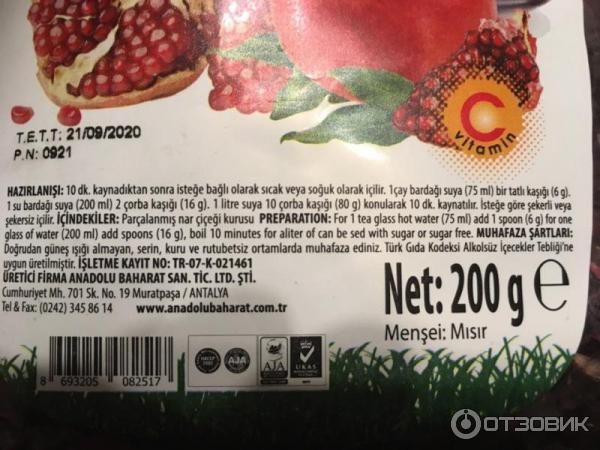 C
vitamin
T.E.T.T: 21/09/2020
P.N: 0921
HAZIRLANIŞI: 10 dk. kaynadıktan sonra isteğe bağlı olarak sıcak veya soğuk olarak içilir. 1çay bardağı suya (75 ml) bir tatlı kaşığı (6 g).
1 su bardağı suya (200 ml) 2 çorba kaşığı (16 g). 1 litre suya 10 çorba kaşığı (80 g) konularak 10 dk. kaynatılır. İsteğe göre şekerli veya
şekersiz içilir. İÇİNDEKİLER: Parçalanmış nar çiçeği kurusu PREPARATION: For 1 tea glass hot water (75 ml) add 1 spoon (6 g) for one
glass of water (200 ml) add spoons (16 g), boil 10 minutes for aliter of can be sed with sugar or sugar free. MUHAFAZA ŞARTLARI:
Doğrudan güneş ışığı almayan, serin, kuru ve rutubetsiz ortamlarda muhafaza ediniz. Türk Gıda Kodeksi Alkolsüz İçecekler Tebliği'ne
uygun üretilmiştir. İŞLETME KAYIT NO: TR-07-K-021461
ÜRETİCİ FİRMA ANADOLU BAHARAT SAN. TİC. LTD. ŞTİ.
Cumhuriyet Mh. 701 Sk. No. 19 Muratpaşa / ANTALYA
Tel & Fax: (0242) 345 86 14 www.anadolubaharat.com.tr
Net: 200 g e
Menşei: Mısır
HACCP AJA AJA UKAS
8 693205 082517
ОТЗОВИК